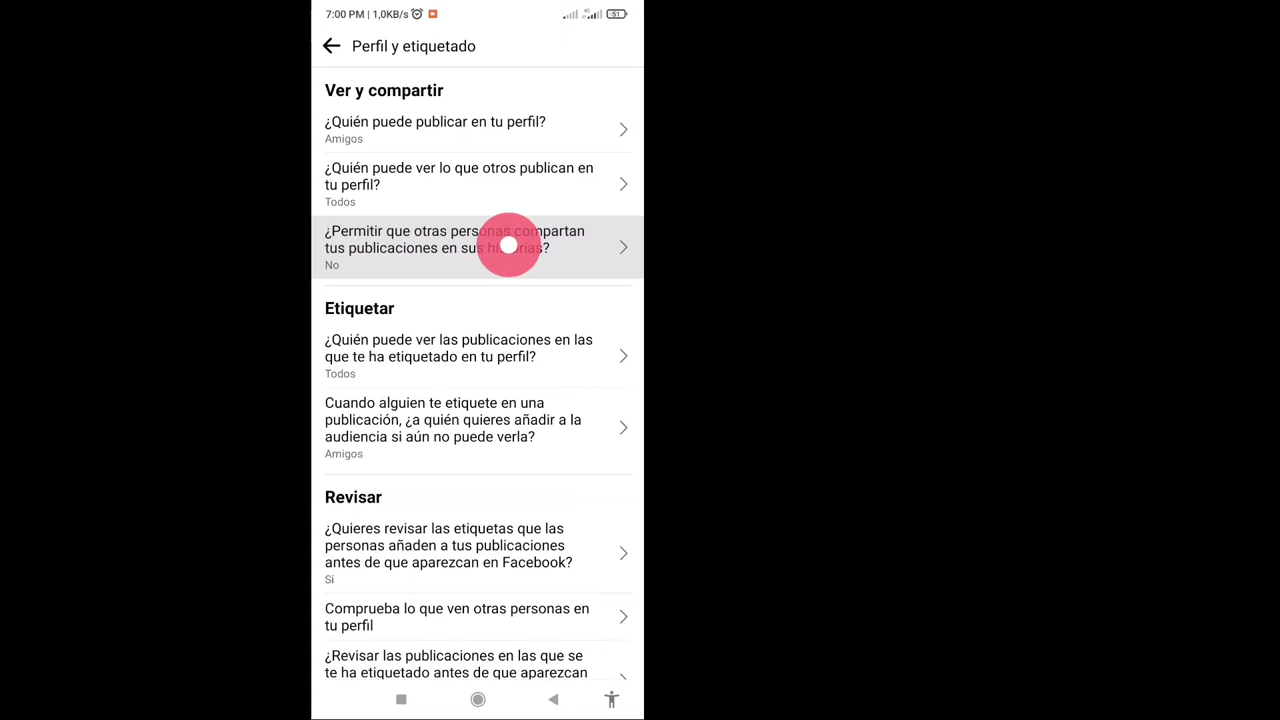 7:00 PM | 1,0KB/s
4G
51
Perfil y etiquetado
Ver y compartir
¿Quién puede publicar en tu perfil?
Amigos
¿Quién puede ver lo que otros publican en
tu perfil?
Todos
¿Permitir que otras personas compartan
tus publicaciones en sus historias?
No
Etiquetar
¿Quién puede ver las publicaciones en las
que te ha etiquetado en tu perfil?
Todos
Cuando alguien te etiquete en una
publicación, ¿a quién quieres añadir a la
audiencia si aún no puede verla?
Amigos
Revisar
¿Quieres revisar las etiquetas que las
personas añaden a tus publicaciones
antes de que aparezcan en Facebook?
Sí
Comprueba lo que ven otras personas en
tu perfil
¿Revisar las publicaciones en las que se
te ha etiquetado antes de que aparezcan